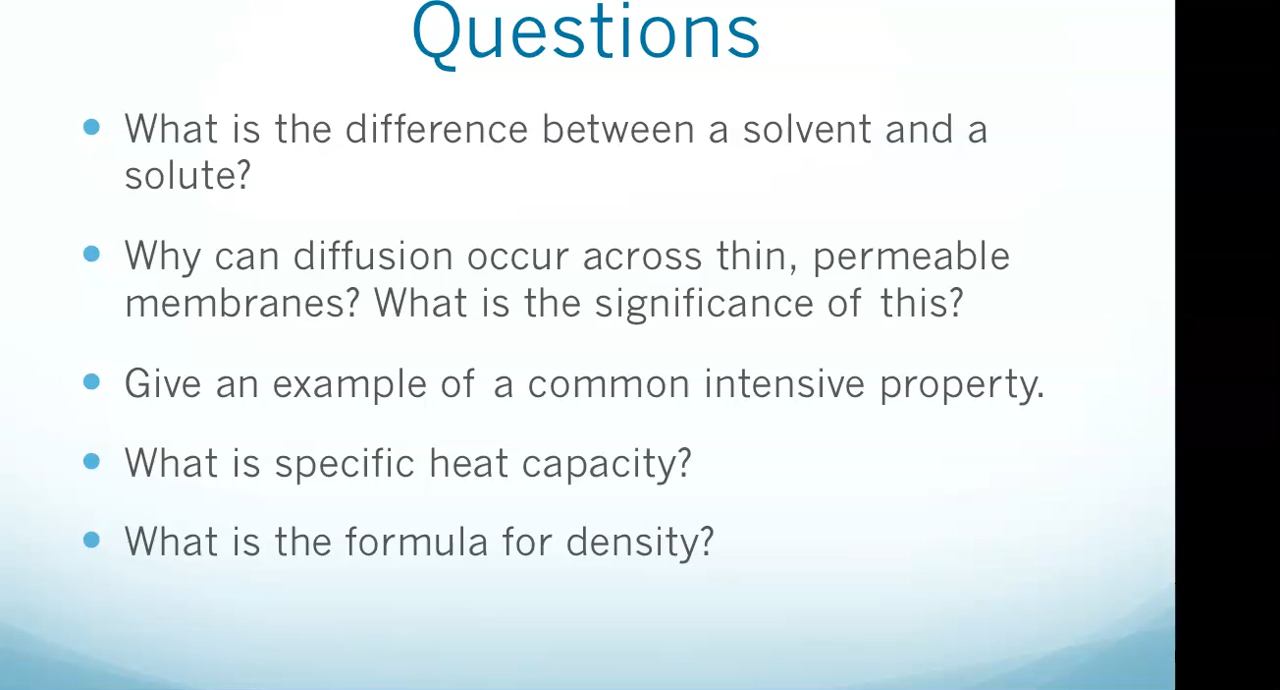 Questions
• What is the difference between a solvent and a
solute?
• Why can diffusion occur across thin, permeable
membranes? What is the significance of this?
• Give an example of a common intensive property.
• What is specific heat capacity?
• What is the formula for density?